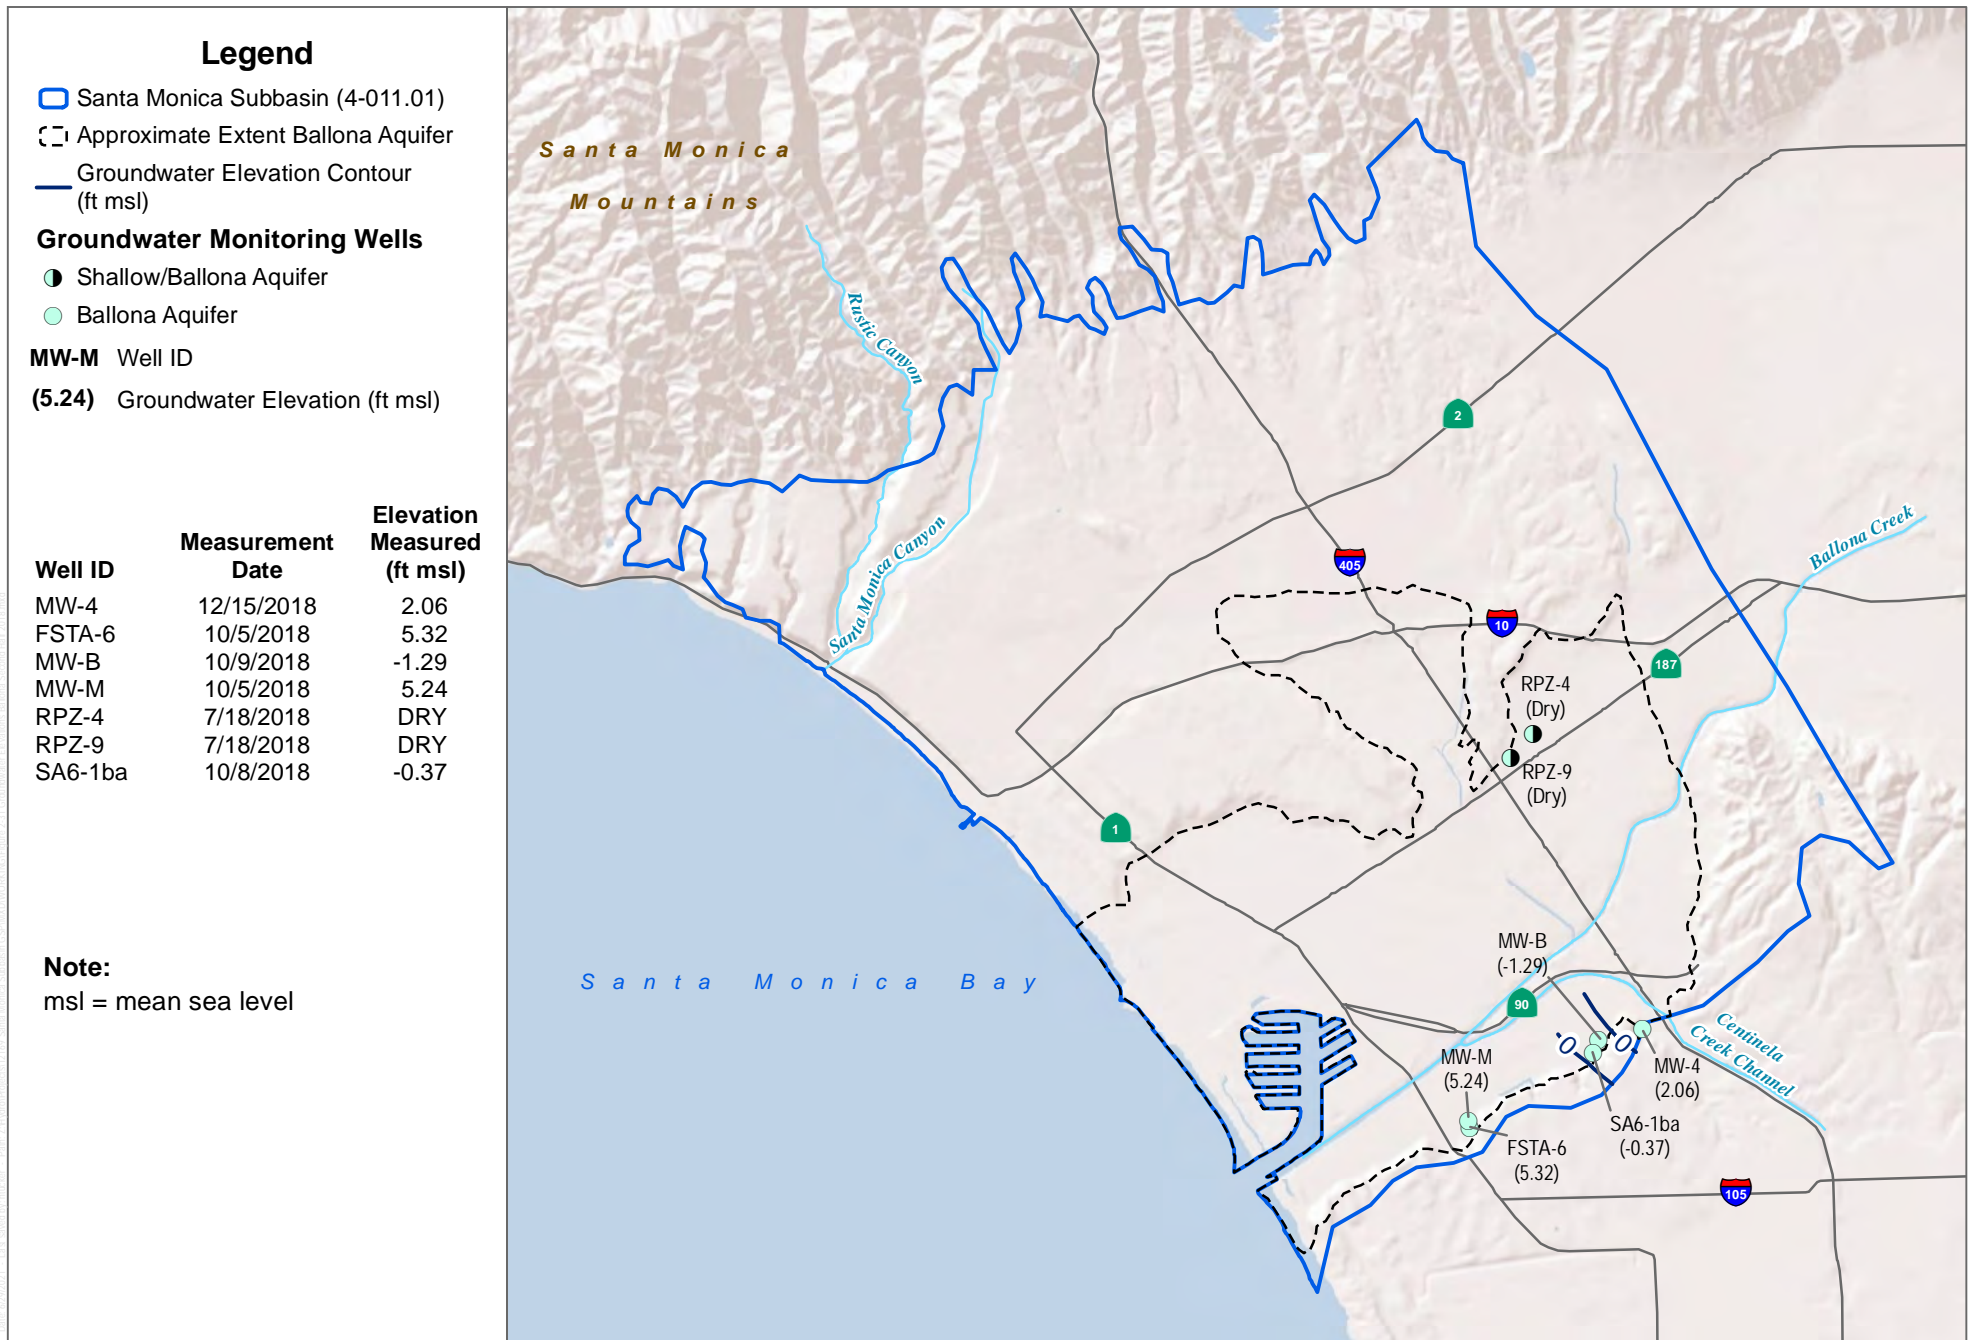 Legend
Santa Monica Subbasin (4-011.01)
Approximate Extent Ballona Aquifer
Groundwater Elevation Contour
(ft msl)
Groundwater Monitoring Wells
Shallow/Ballona Aquifer
Ballona Aquifer
MW-M Well ID
(5.24) Groundwater Elevation (ft msl)
Well ID Measurement Date Elevation Measured (ft msl)
MW-4 12/15/2018 2.06
FSTA-6 10/5/2018 5.32
MW-B 10/9/2018 -1.29
MW-M 10/5/2018 5.24
RPZ-4 7/18/2018 DRY
RPZ-9 7/18/2018 DRY
SA6-1ba 10/8/2018 -0.37
Note:
msl = mean sea level
Santa Monica
Mountains
Rustic Canyon
Santa Monica Canyon
2
405
10
187
Ballona Creek
RPZ-4
(Dry)
RPZ-9
(Dry)
1
Santa Monica Bay
MW-B
(-1.29)
90
0
0
MW-M
(5.24)
MW-4
(2.06)
Centinela
Creek Channel
SA6-1ba
(-0.37)
FSTA-6
(5.32)
105